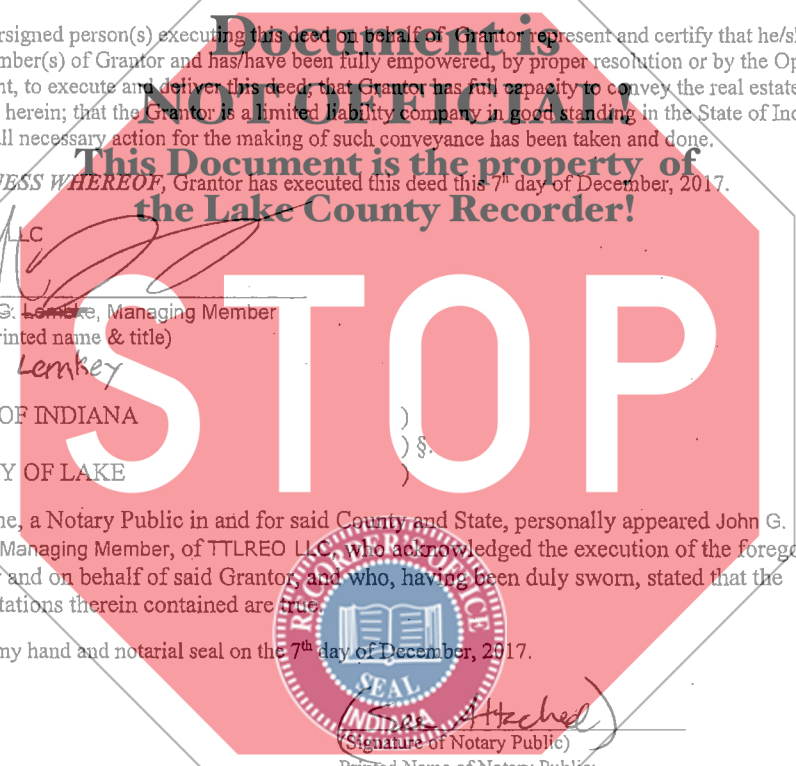 Document is
rsigned person(s) executing this deed on behalf of Grantor represent and certify that he/s
mber(s) of Grantor and has/have been fully empowered, by proper resolution or by the Op
nt, to execute and deliver this deed; that Grantor has full capacity to convey the real estate
NOT OFFICIAL!
herein; that the Grantor is a limited liability company in good standing in the State of Ind
ll necessary action for the making of such conveyance has been taken and done.
This Document is the property of
ESS WHEREOF, Grantor has executed this deed this 7th day of December, 2017.
the Lake County Recorder!
LLC
G. Lembke, Managing Member
rinted name & title)
Lemkey
STOP
OF INDIANA )
) §.
Y OF LAKE )
ne, a Notary Public in and for said County and State, personally appeared John G.
Managing Member, of TTLREO LLC, who acknowledged the execution of the forego
and on behalf of said Grantor, and who, having been duly sworn, stated that the
tations therein contained are true.
RECORDER'S OFFICE
my hand and notarial seal on the 7th day of December, 2017.
SEAL
INDIANA
(See Attached)
(Signature of Notary Public)
Printed Name of Notary Public: